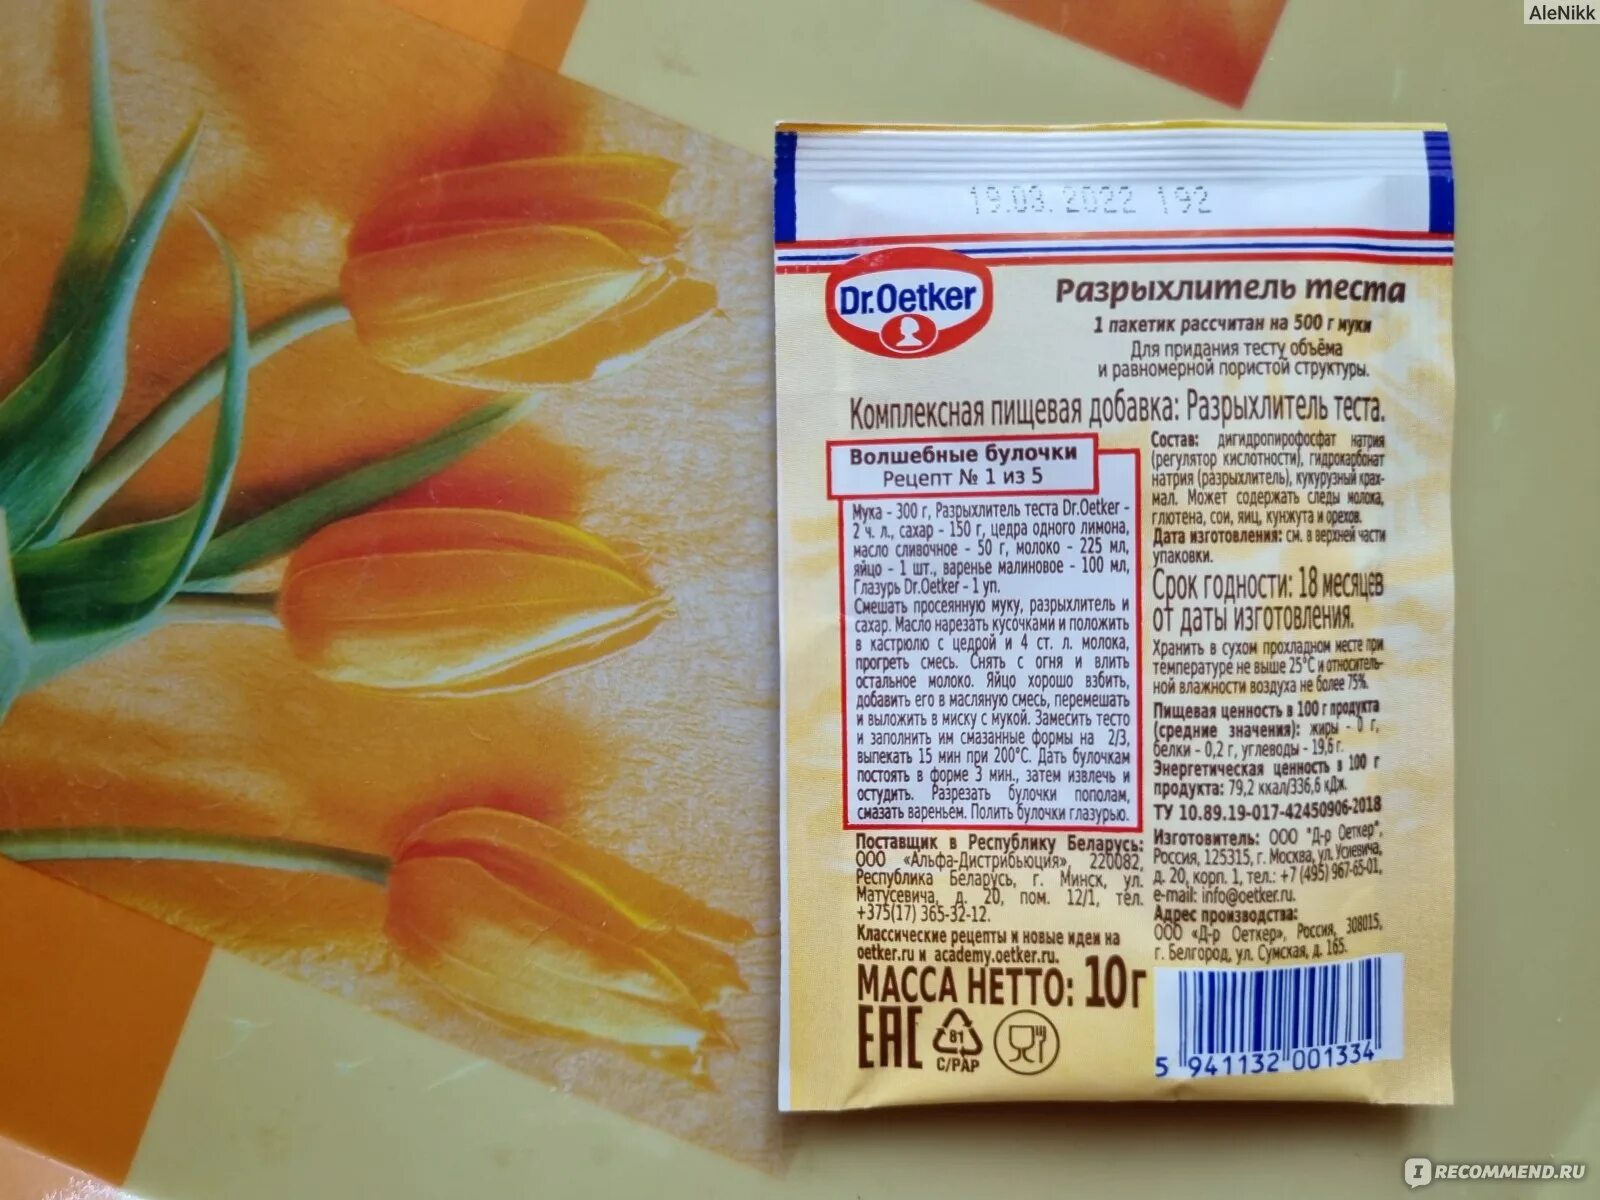 AleNikk
19.08.2022 192
Dr.Oetker
Разрыхлитель теста
1 пакетик рассчитан на 500 г муки
Для придания тесту объёма
и равномерной пористой структуры.
Комплексная пищевая добавка: Разрыхлитель теста.
Волшебные булочки
Рецепт № 1 из 5
Мука - 300 г, Разрыхлитель теста Dr.Oetker -
2 ч. л., сахар - 150 г, цедра одного лимона,
масло сливочное - 50 г, молоко - 225 мл,
яйцо - 1 шт., варенье малиновое - 100 мл,
Глазурь Dr.Oetker - 1 уп.
Смешать просеянную муку, разрыхлитель и
сахар. Масло нарезать кусочками и положить
в кастрюлю с цедрой и 4 ст. л. молока,
прогреть смесь. Снять с огня и влить
остальное молоко. Яйцо хорошо взбить,
добавить его в масляную смесь, перемешать
и выложить в миску с мукой. Замесить тесто
и заполнить им смазанные формы на 2/3,
выпекать 15 мин при 200°С. Дать булочкам
постоять в форме 3 мин., затем извлечь и
остудить. Разрезать булочки пополам,
смазать вареньем. Полить булочки глазурью.
Поставщик в Республику Беларусь:
ООО «Альфа-Дистрибьюция», 220082,
Республика Беларусь, г. Минск, ул.
Матусевича, д. 20, пом. 12/1, тел.
+375(17) 365-32-12.
Классические рецепты и новые идеи на
oetker.ru и academy.oetker.ru.
МАССА НЕТТО: 10г
EAC
81
C/PAP
Состав: дигидропирофосфат натрия
(регулятор кислотности), гидрокарбонат
натрия (разрыхлитель), кукурузный крах-
мал. Может содержать следы молока,
глютена, сои, яиц, кунжута и орехов.
Дата изготовления: см. в верхней части
упаковки.
Срок годности: 18 месяцев
от даты изготовления.
Хранить в сухом прохладном месте при
температуре не выше 25°С и относитель-
ной влажности воздуха не более 75%.
Пищевая ценность в 100 г продукта
(средние значения): жиры - 0 г,
белки - 0,2 г, углеводы - 19,6 г.
Энергетическая ценность в 100 г
продукта: 79,2 ккал/336,6 кДж.
ТУ 10.89.19-017-42450906-2018
Изготовитель: ООО "Д-р Оеткер",
Россия, 125315, г. Москва, ул. Усиевича,
д. 20, корп. 1, тел.: +7 (495) 967-65-01,
e-mail: info@oetker.ru.
Адрес производства:
ООО «Д-р Оеткер», Россия, 308015,
г. Белгород, ул. Сумская, д. 165.
5 941132 001334
IRECOMMEND.RU